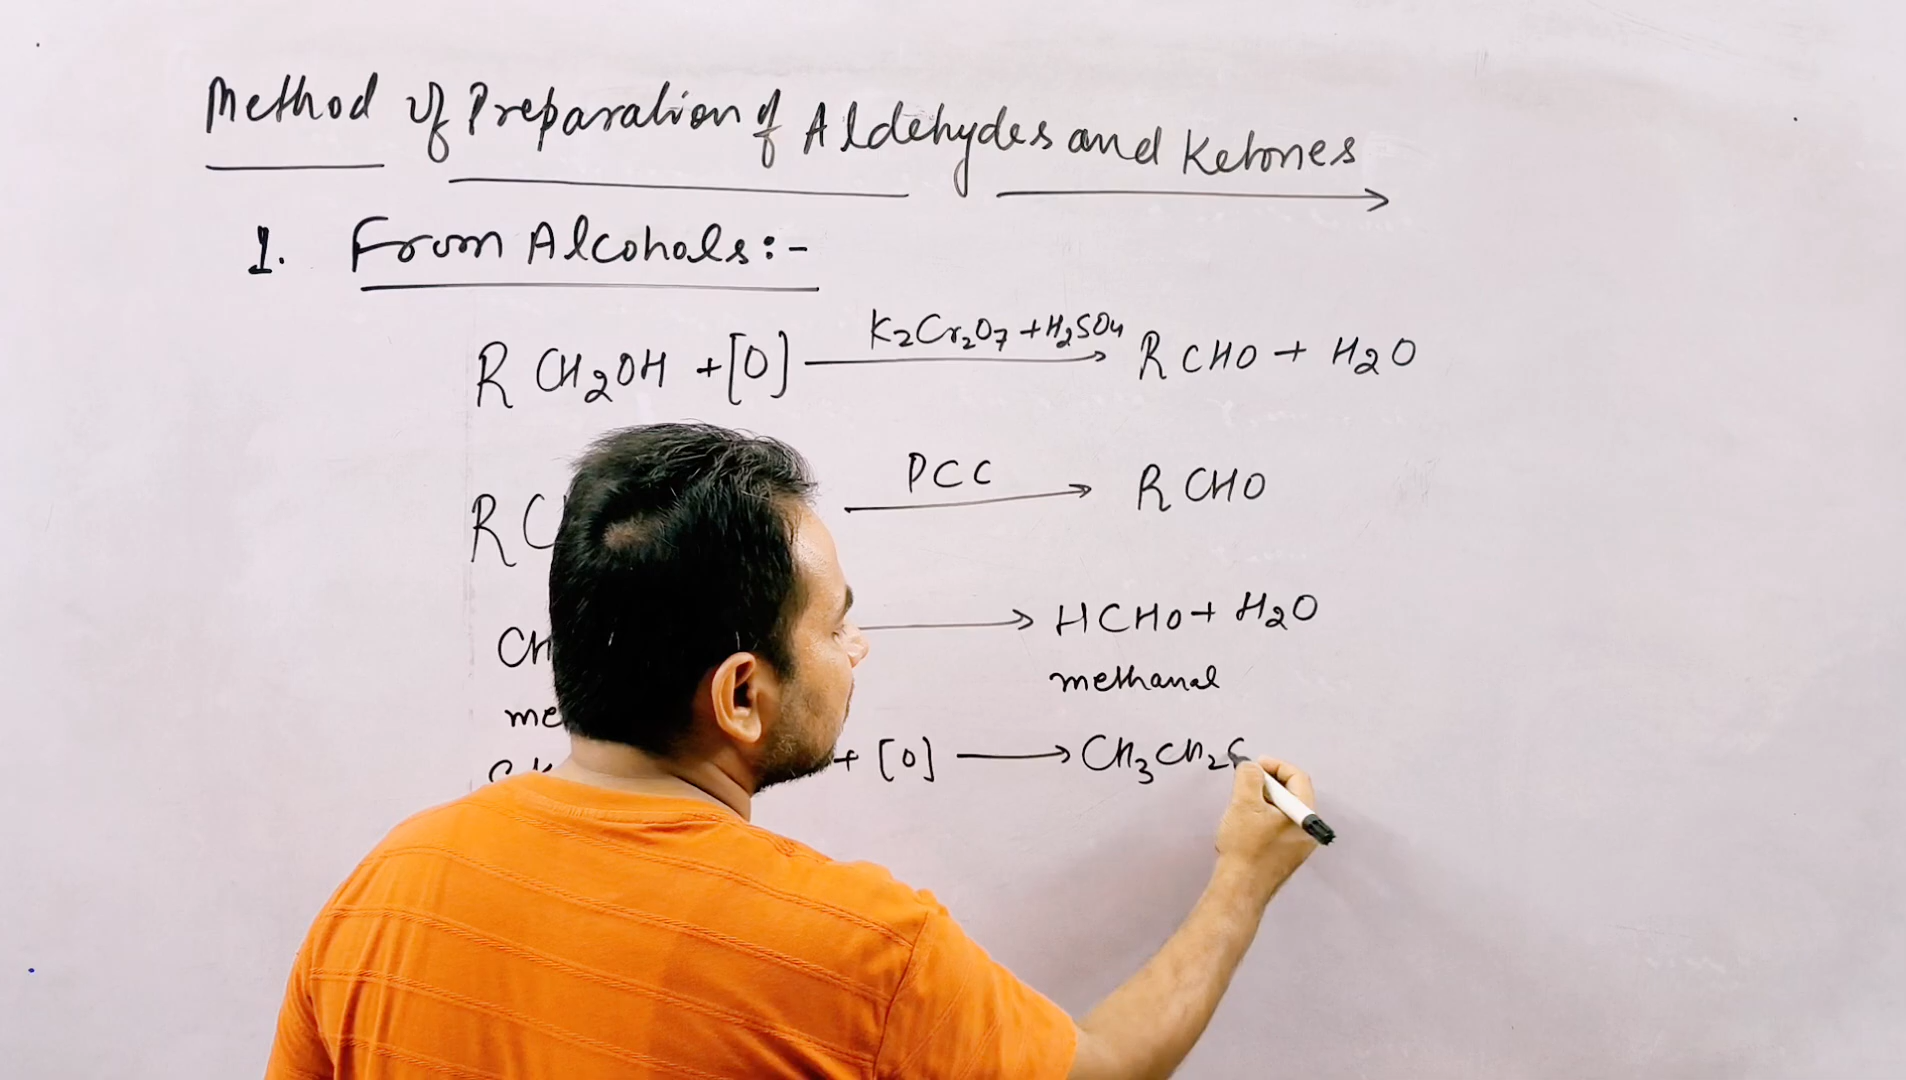 Method of Preparation of Aldehydes and Ketones
1. From Alcohols:-
R CH2OH + [O] K2Cr2O7 + H2SO4 → R CHO + H2O
R C PCC → R CHO
CH → HCHO + H2O
me methanal
+ [O] → CH3CH2C